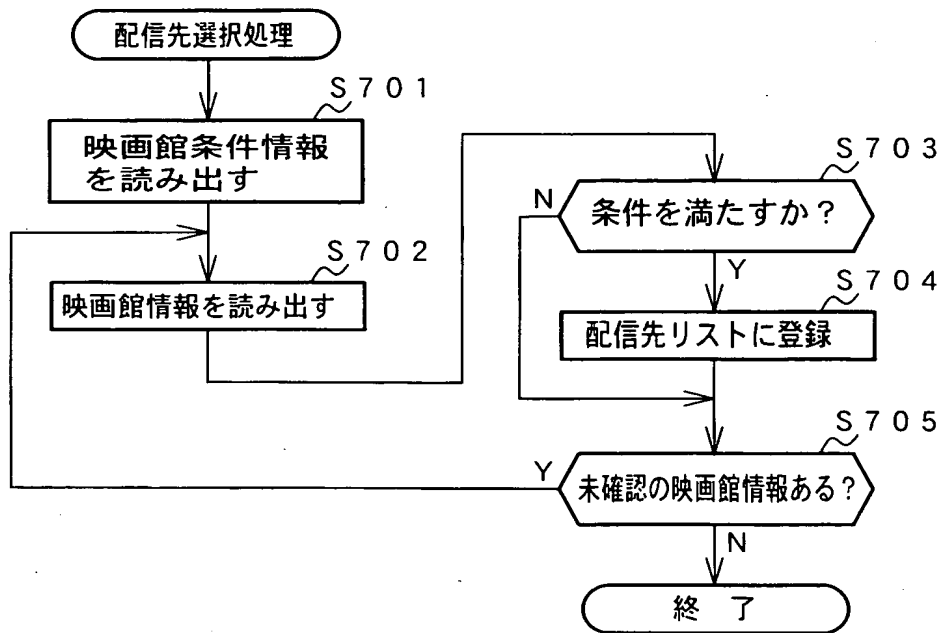 配信先選択処理
S701
映画館条件情報
を読み出す
S702
映画館情報を読み出す
S703
条件を満たすか？
N
Y
S704
配信先リストに登録
S705
未確認の映画館情報ある？
Y
N
終了